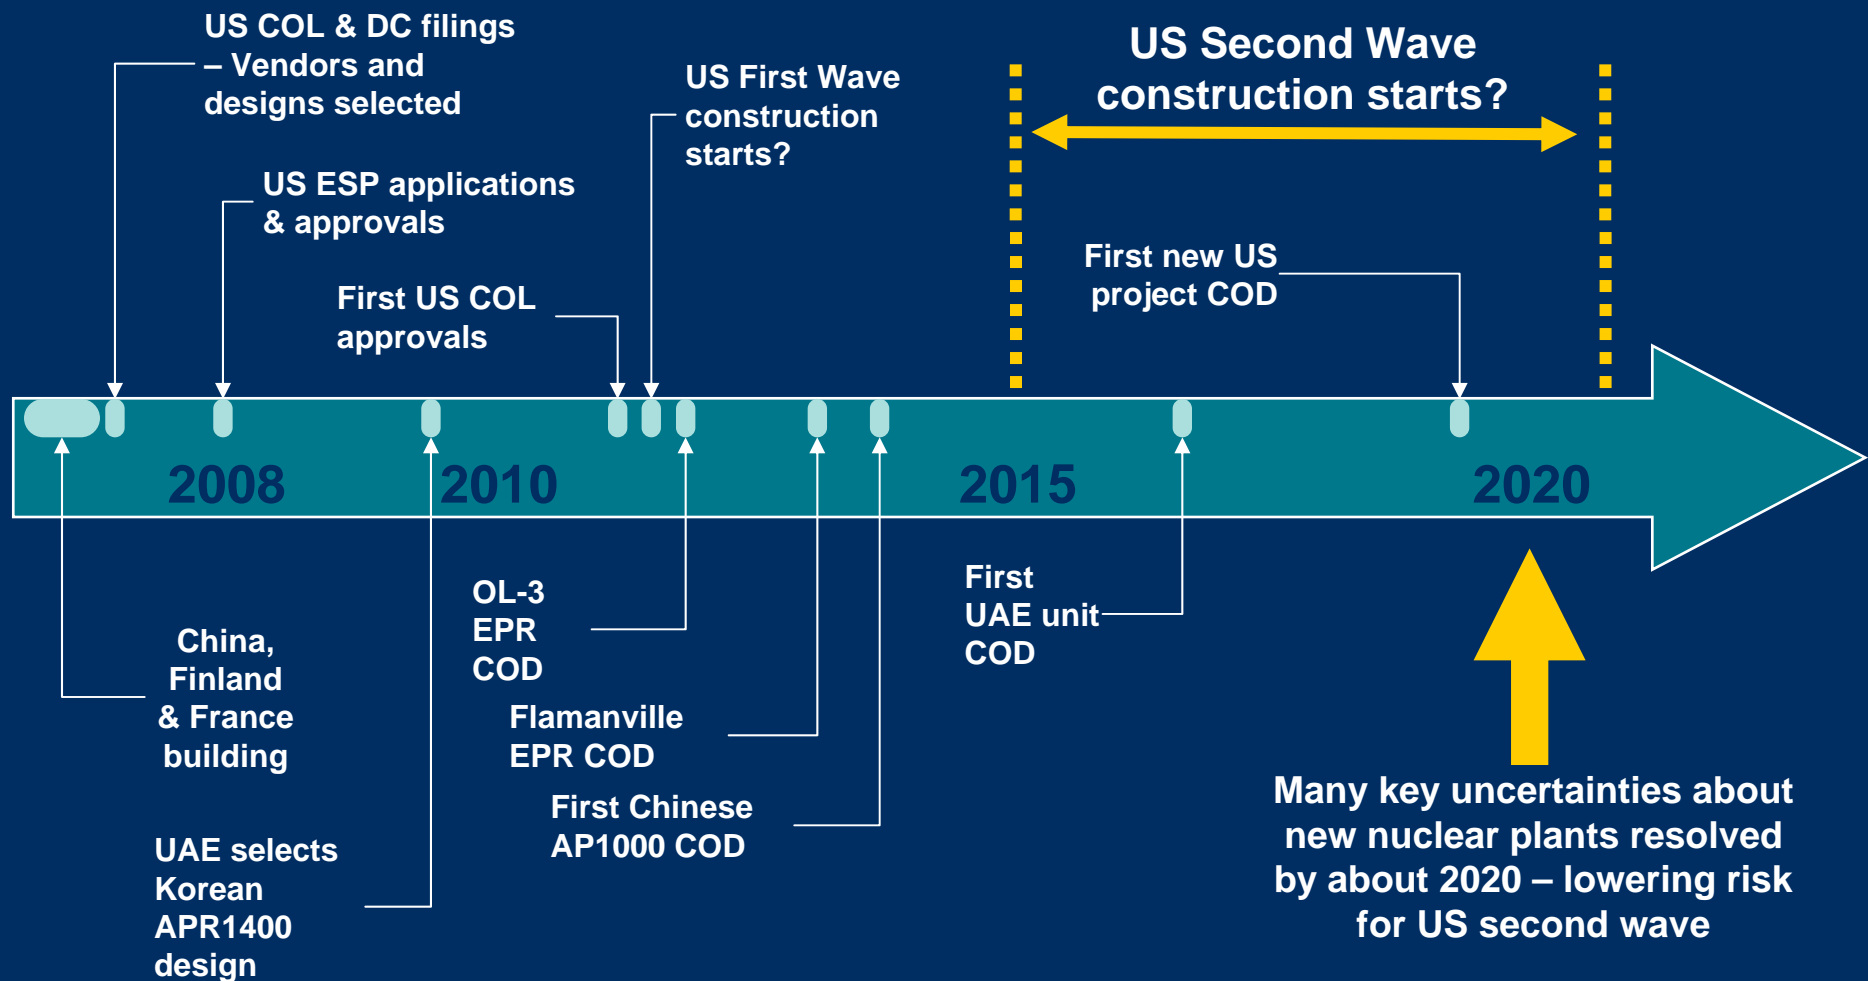 US COL & DC filings
– Vendors and
designs selected
US ESP applications
& approvals
First US COL
approvals
US First Wave
construction
starts?
US Second Wave
construction starts?
First new US
project COD
2008
2010
2015
2020
China,
Finland
& France
building
UAE selects
Korean
APR1400
design
OL-3
EPR
COD
Flamanville
EPR COD
First Chinese
AP1000 COD
First
UAE unit
COD
Many key uncertainties about
new nuclear plants resolved
by about 2020 – lowering risk
for US second wave